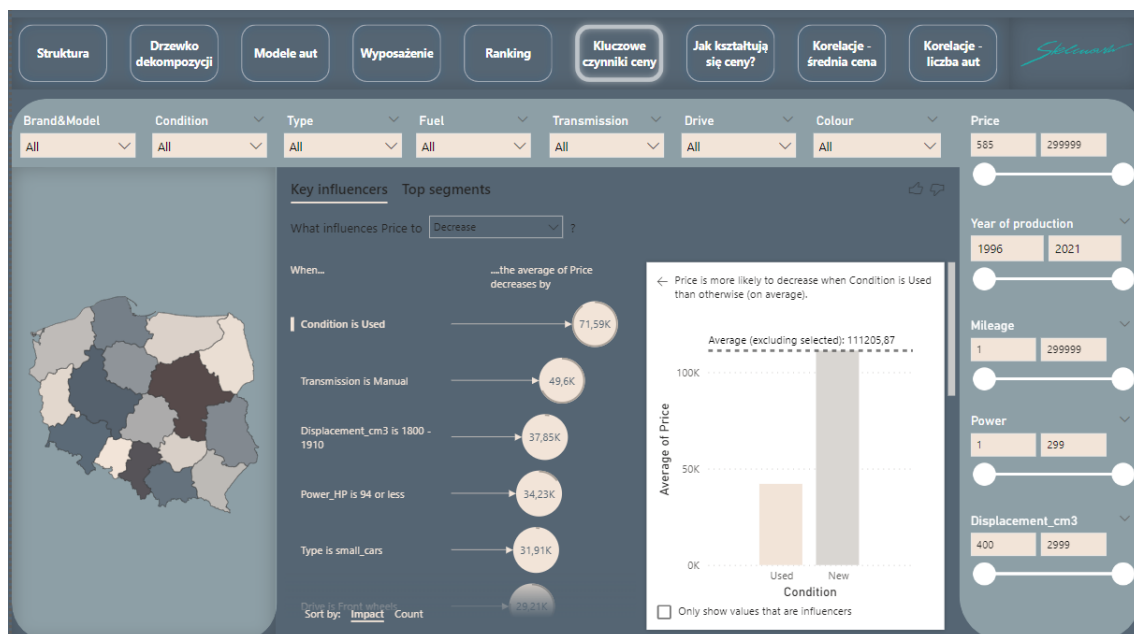 Struktura
Drzewko
dekompozycji
Modele aut
Wyposażenie
Ranking
Kluczowe
czynniki ceny
Jak kształtują
się ceny?
Korelacje -
średnia cena
Korelacje -
liczba aut
Brand&Model
Condition
Type
Fuel
Transmission
Drive
Colour
Price
All
All
All
All
All
All
All
585
299999
Key influencers
Top segments
What influences Price to
Decrease
?
Year of production
1996
2021
When...
....the average of Price
decreases by
Condition is Used
71,59K
Transmission is Manual
49,6K
Displacement_cm3 is 1800 -
1910
37,85K
Power_HP is 94 or less
34,23K
Type is small_cars
31,91K
Drive is Front wheels
29,21K
Sort by:
Impact
Count
Price is more likely to decrease when Condition is Used
than otherwise (on average).
Average (excluding selected): 111205,87
100K
50K
0K
Average of Price
Used
New
Condition
Only show values that are influencers
Mileage
1
299999
Power
1
299
Displacement_cm3
400
2999